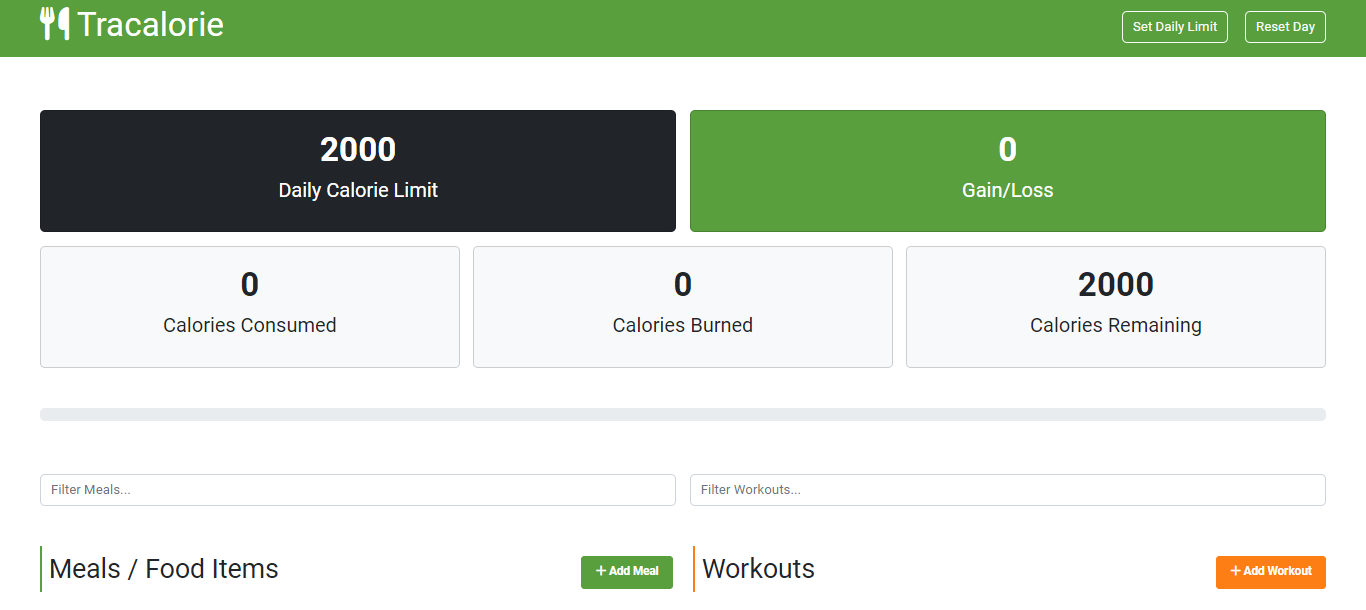 Tracalorie
Set Daily Limit
Reset Day
2000
Daily Calorie Limit
0
Gain/Loss
0
Calories Consumed
0
Calories Burned
2000
Calories Remaining
Filter Meals...
Filter Workouts...
Meals / Food Items
+ Add Meal
Workouts
+ Add Workout